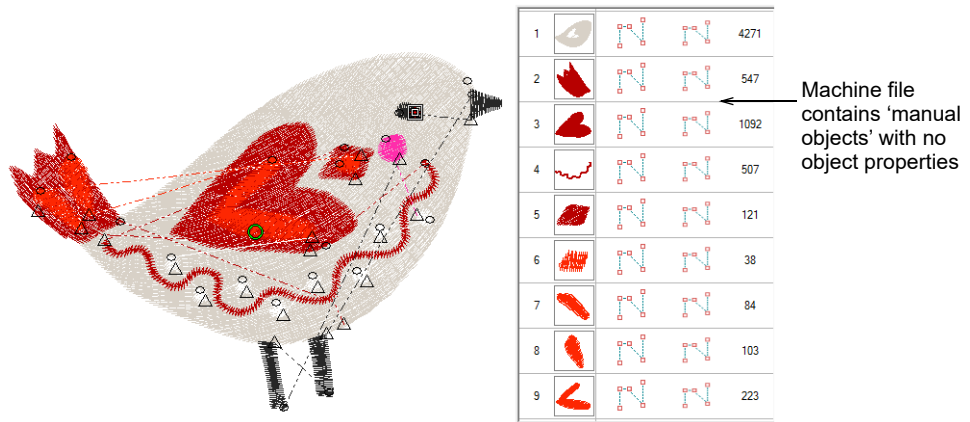 1 4271
2 547
3 1092
4 507
5 121
6 38
7 84
8 103
9 223
Machine file
contains ‘manual
objects’ with no
object properties